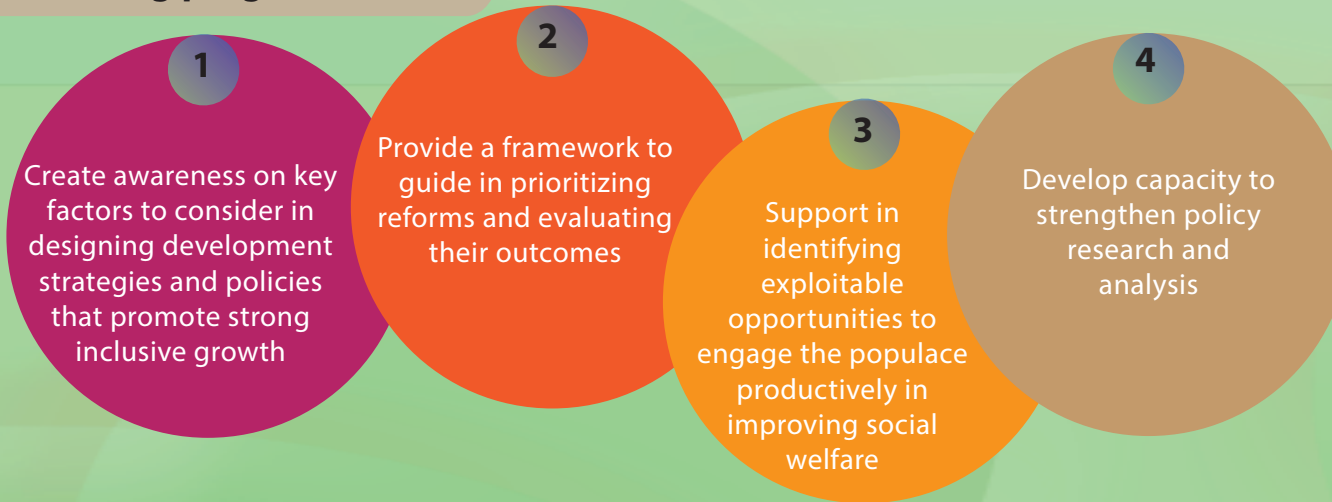 1
Create awareness on key
factors to consider in
designing development
strategies and policies
that promote strong
inclusive growth
2
Provide a framework to
guide in prioritizing
reforms and evaluating
their outcomes
3
Support in
identifying
exploitable
opportunities to
engage the populace
productively in
improving social
welfare
4
Develop capacity to
strengthen policy
research and
analysis